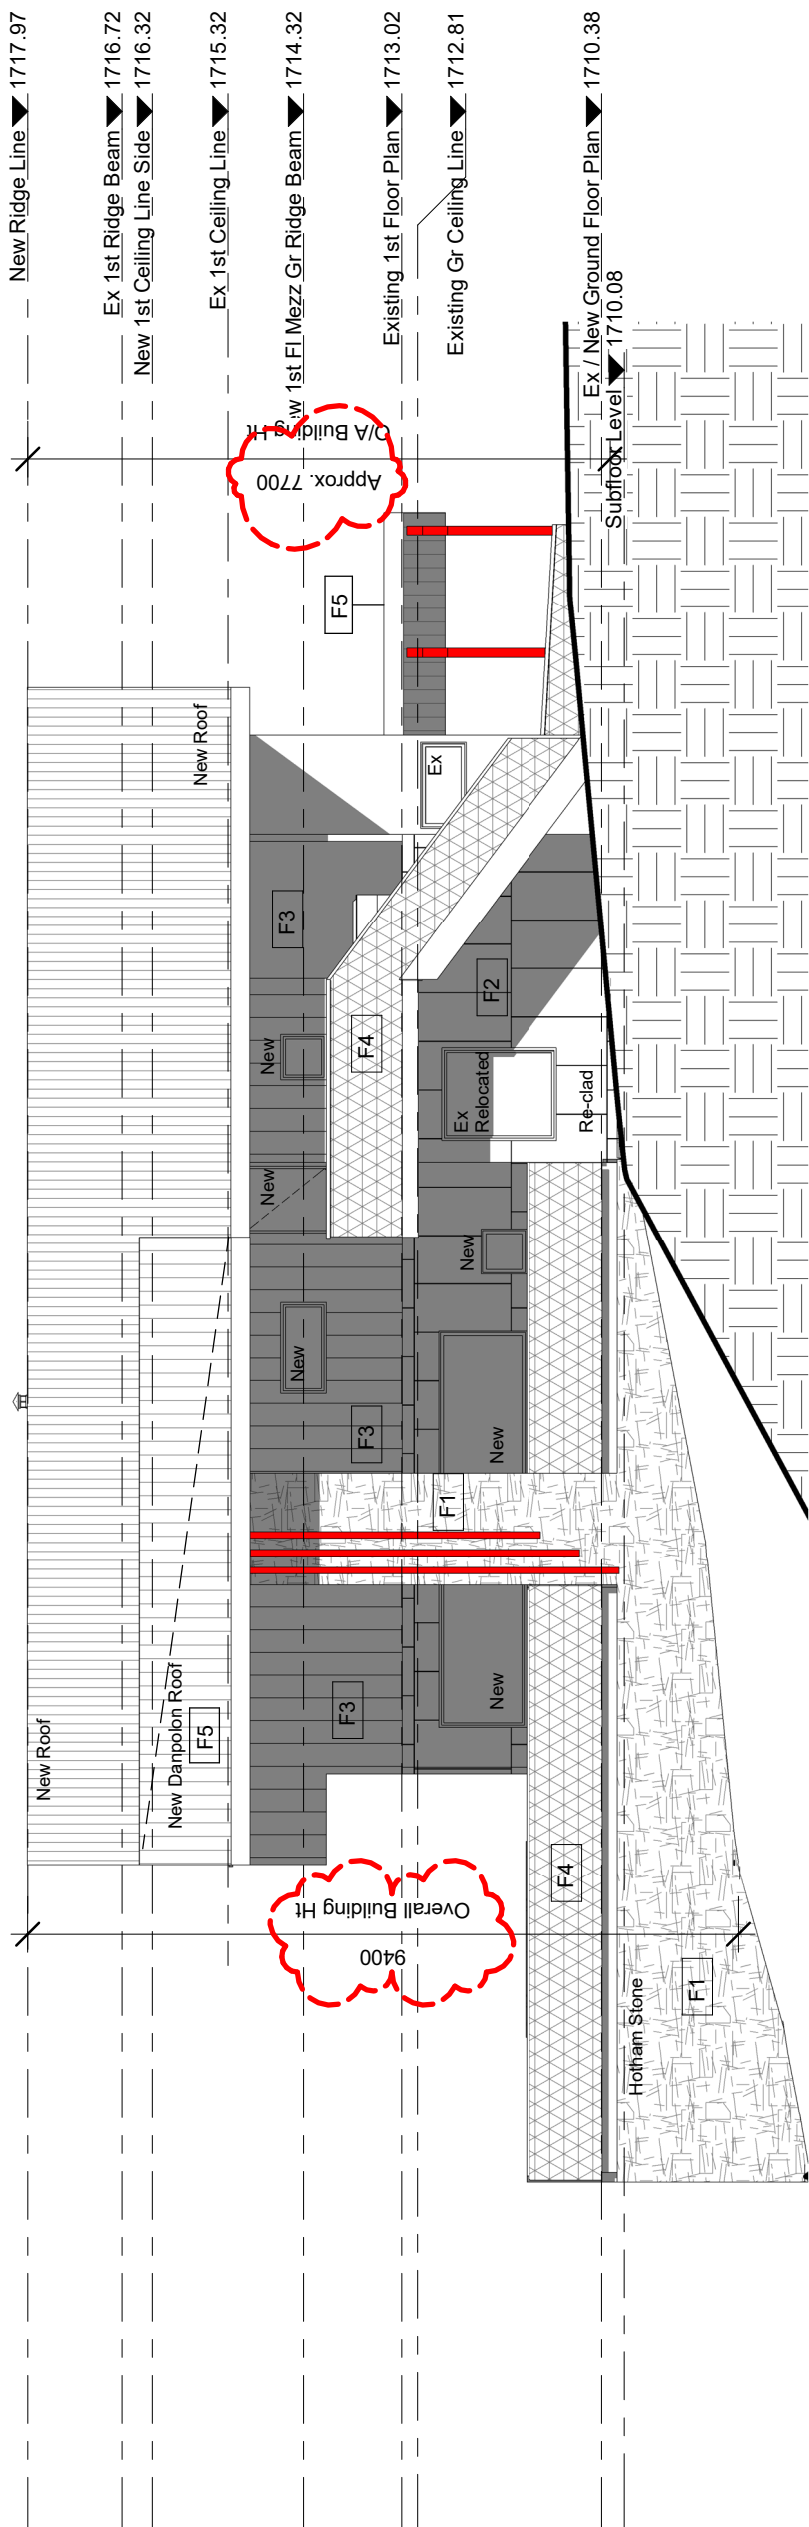 New Ridge Line 1717.97
Ex 1st Ridge Beam 1716.72
New 1st Ceiling Line Side 1716.32
Ex 1st Ceiling Line 1715.32
w 1st Fl Mezz Gr Ridge Beam 1714.32
Existing 1st Floor Plan 1713.02
Existing Gr Ceiling Line 1712.81
Ex / New Ground Floor Plan 1710.38
Subfloor Level 1710.08
O/A Building Ht
Approx. 7700
F5
New Roof
Ex
F3
F2
New
F4
Ex
Relocated
Re-clad
New
New
New
F3
New
F1
New Roof
New Danpolon Roof
F5
F3
New
F4
Overall Building Ht
9400
F1
Hotham Stone